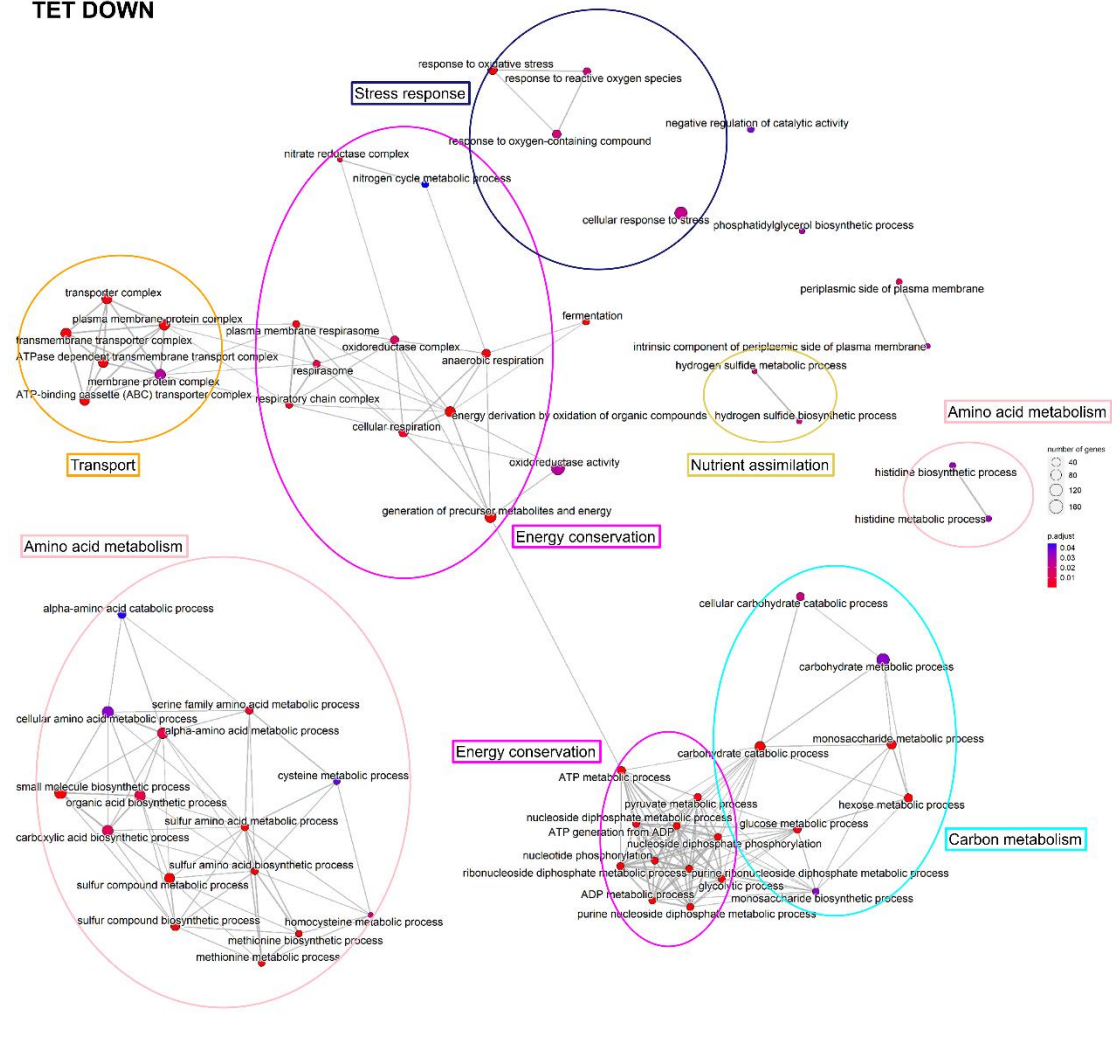 TET DOWN
response to oxidative stress
response to reactive oxygen species
Stress response
negative regulation of catalytic activity
response to oxygen-containing compound
nitrate reductase complex
nitrogen cycle metabolic process
cellular response to stress
phosphatidylglycerol biosynthetic process
transporter complex
periplasmic side of plasma membrane
plasma membrane protein complex
fermentation
plasma membrane respirasome
transmembrane transporter complex
oxidoreductase complex
intrinsic component of periplasmic side of plasma membrane
ATPase dependent transmembrane transport complex
anaerobic respiration
hydrogen sulfide metabolic process
respirasome
membrane protein complex
ATP-binding cassette (ABC) transporter complex
respiratory chain complex
energy derivation by oxidation of organic compounds
hydrogen sulfide biosynthetic process
Amino acid metabolism
cellular respiration
Transport
oxidoreductase activity
Nutrient assimilation
histidine biosynthetic process
number of genes
40
80
120
160
generation of precursor metabolites and energy
histidine metabolic process
Energy conservation
p.adjust
0.04
0.03
0.02
0.01
Amino acid metabolism
alpha-amino acid catabolic process
cellular carbohydrate catabolic process
carbohydrate metabolic process
serine family amino acid metabolic process
cellular amino acid metabolic process
alpha-amino acid metabolic process
monosaccharide metabolic process
Energy conservation
carbohydrate catabolic process
cysteine metabolic process
ATP metabolic process
small molecule biosynthetic process
organic acid biosynthetic process
pyruvate metabolic process
hexose metabolic process
nucleoside diphosphate metabolic process
sulfur amino acid metabolic process
glucose metabolic process
ATP generation from ADP
carboxylic acid biosynthetic process
nucleoside diphosphate phosphorylation
Carbon metabolism
nucleotide phosphorylation
sulfur amino acid biosynthetic process
ribonucleoside diphosphate metabolic process
purine ribonucleoside diphosphate metabolic process
sulfur compound metabolic process
glycolytic process
ADP metabolic process
monosaccharide biosynthetic process
sulfur compound biosynthetic process
homocysteine metabolic process
purine nucleoside diphosphate metabolic process
methionine biosynthetic process
methionine metabolic process